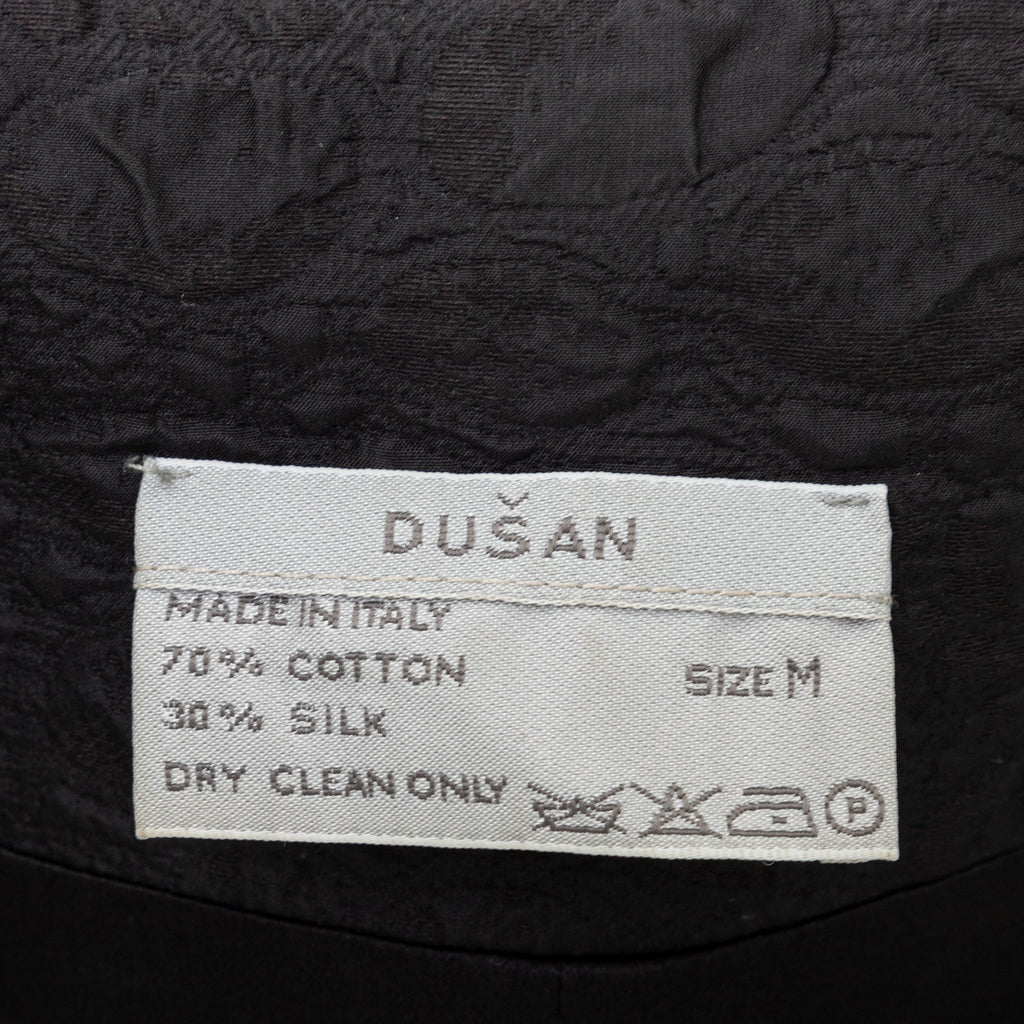 DUŠAN
MADE IN ITALY
70% COTTON
SIZE M
30% SILK
DRY CLEAN ONLY
P